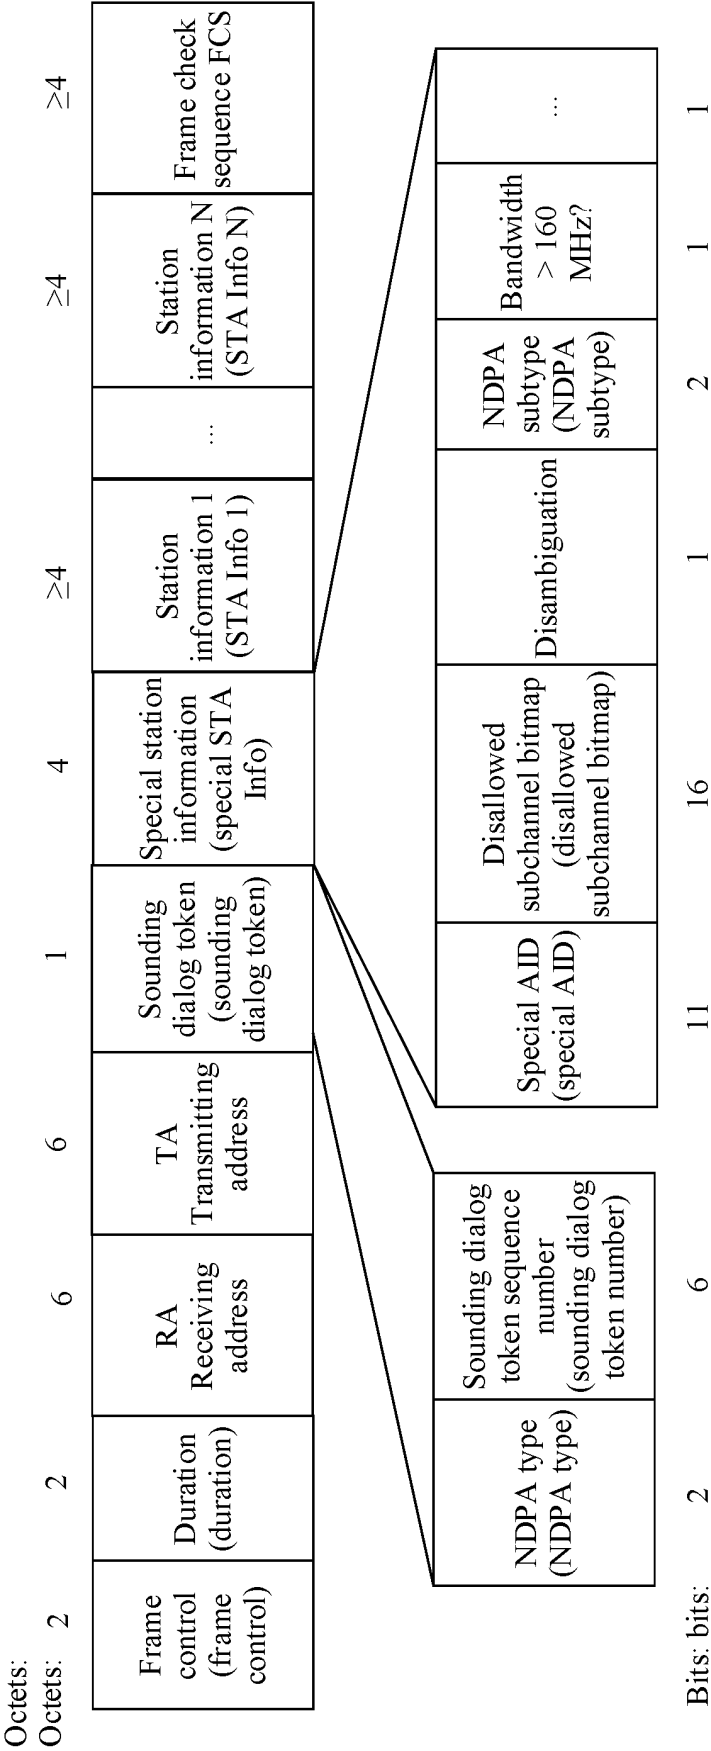 Octets:
Octets: 2 2 6 6 1 4 ≥4 ≥4 ≥4
Frame
control
(frame
control)
Duration
(duration)
RA
Receiving
address
TA
Transmitting
address
Sounding
dialog token
(sounding
dialog token)
Special station
information
(special STA
Info)
Station
information 1
(STA Info 1)
...
Station
information N
(STA Info N)
Frame check
sequence FCS
NDPA type
(NDPA type)
Sounding dialog
token sequence
number
(sounding dialog
token number)
Special AID
(special AID)
Disallowed
subchannel bitmap
(disallowed
subchannel bitmap)
Disambiguation
NDPA
subtype
(NDPA
subtype)
Bandwidth
> 160
MHz?
...
Bits: bits: 2 6 11 16 1 2 1 1